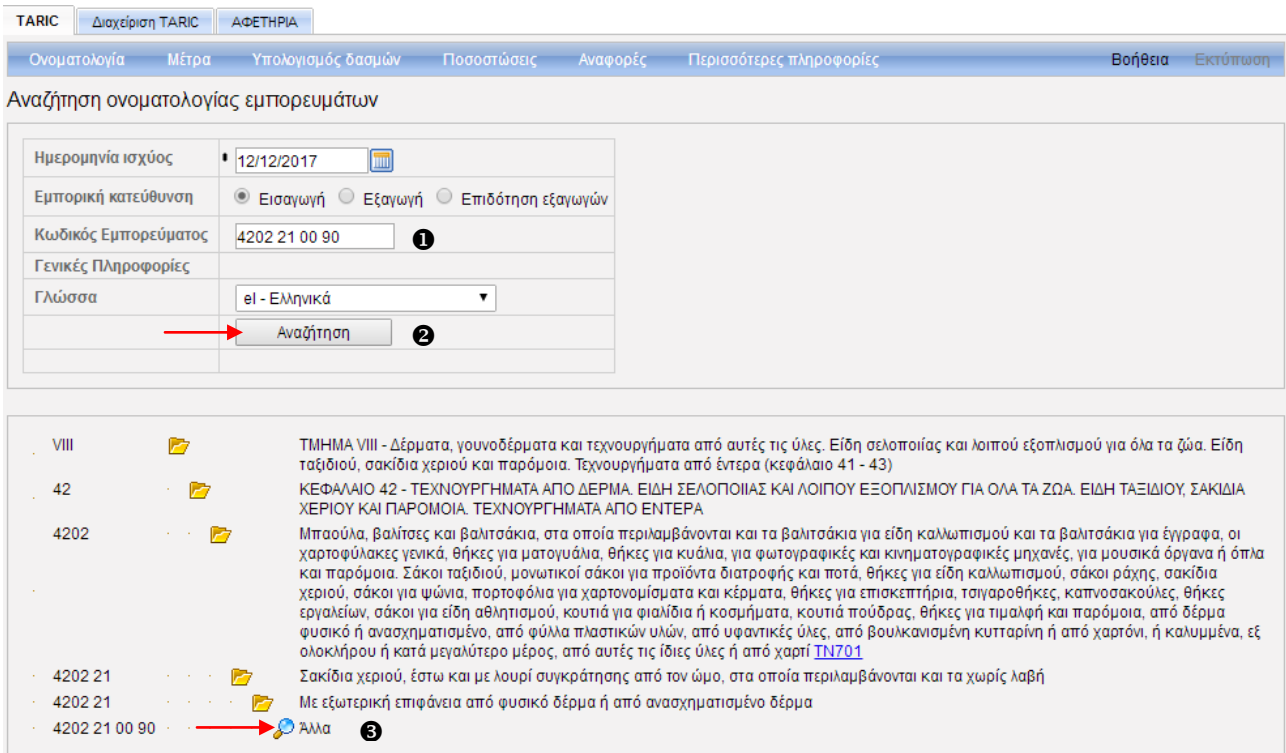 TARIC Διαχείριση TARIC ΑΦΕΤΗΡΙΑ
Ονοματολογία Μέτρα Υπολογισμός δασμών Ποσοστώσεις Αναφορές Περισσότερες πληροφορίες Βοήθεια Εκτύπωση
Αναζήτηση ονοματολογίας εμπορευμάτων
Ημερομηνία ισχύος 12/12/2017
Εμπορική κατεύθυνση Εισαγωγή Εξαγωγή Επιδότηση εξαγωγών
Κωδικός Εμπορεύματος 4202 21 00 90 ❶
Γενικές Πληροφορίες
Γλώσσα el - Ελληνικά
Αναζήτηση ❷
VIII ΤΜΗΜΑ VIII - Δέρματα, γουνοδέρματα και τεχνουργήματα από αυτές τις ύλες. Είδη σελοποιίας και λοιπού εξοπλισμού για όλα τα ζώα. Είδη
ταξιδιού, σακίδια χεριού και παρόμοια. Τεχνουργήματα από έντερα (κεφάλαιο 41 - 43)
42 ΚΕΦΑΛΑΙΟ 42 - ΤΕΧΝΟΥΡΓΗΜΑΤΑ ΑΠΟ ΔΕΡΜΑ. ΕΙΔΗ ΣΕΛΟΠΟΙΙΑΣ ΚΑΙ ΛΟΙΠΟΥ ΕΞΟΠΛΙΣΜΟΥ ΓΙΑ ΟΛΑ ΤΑ ΖΩΑ. ΕΙΔΗ ΤΑΞΙΔΙΟΥ, ΣΑΚΙΔΙΑ
ΧΕΡΙΟΥ ΚΑΙ ΠΑΡΟΜΟΙΑ. ΤΕΧΝΟΥΡΓΗΜΑΤΑ ΑΠΟ ΕΝΤΕΡΑ
4202 Μπαούλα, βαλίτσες και βαλιτσάκια, στα οποία περιλαμβάνονται και τα βαλιτσάκια για είδη καλλωπισμού και τα βαλιτσάκια για έγγραφα, οι
χαρτοφύλακες γενικά, θήκες για ματογυάλια, θήκες για κυάλια, για φωτογραφικές και κινηματογραφικές μηχανές, για μουσικά όργανα ή όπλα
και παρόμοια. Σάκοι ταξιδιού, μονωτικοί σάκοι για προϊόντα διατροφής και ποτά, θήκες για είδη καλλωπισμού, σάκοι ράχης, σακίδια
χεριού, σάκοι για ψώνια, πορτοφόλια για χαρτονομίσματα και κέρματα, θήκες για επισκεπτήρια, τσιγαροθήκες, καπνοσακούλες, θήκες
εργαλείων, σάκοι για είδη αθλητισμού, κουτιά για φιαλίδια ή κοσμήματα, κουτιά πούδρας, θήκες για τιμαλφή και παρόμοια, από δέρμα
φυσικό ή ανασχηματισμένο, από φύλλα πλαστικών υλών, από υφαντικές ύλες, από βουλκανισμένη κυτταρίνη ή από χαρτόνι, ή καλυμμένα, εξ
ολοκλήρου ή κατά μεγαλύτερο μέρος, από αυτές τις ίδιες ύλες ή από χαρτί TN701
4202 21 Σακίδια χεριού, έστω και με λουρί συγκράτησης από τον ώμο, στα οποία περιλαμβάνονται και τα χωρίς λαβή
4202 21 Με εξωτερική επιφάνεια από φυσικό δέρμα ή από ανασχηματισμένο δέρμα
4202 21 00 90 Άλλα ❸